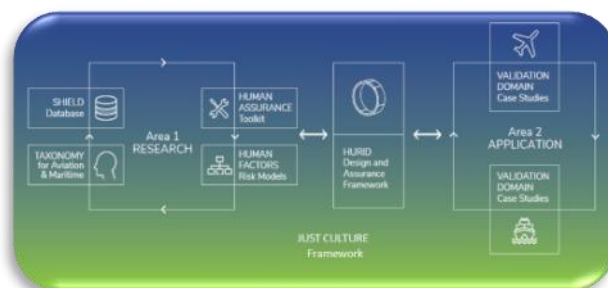 SHIELD
Database
TAXONOMY
for Aviation
& Maritime
Area 1
RESEARCH
HUMAN
ASSURANCE
Toolkit
HUMAN
FACTORS
Risk Models
HURID
Design and
Assurance
Framework
VALIDATION
DOMAIN
Case Studies
Area 2
APPLICATION
VALIDATION
DOMAIN
Case Studies
JUST CULTURE
Framework